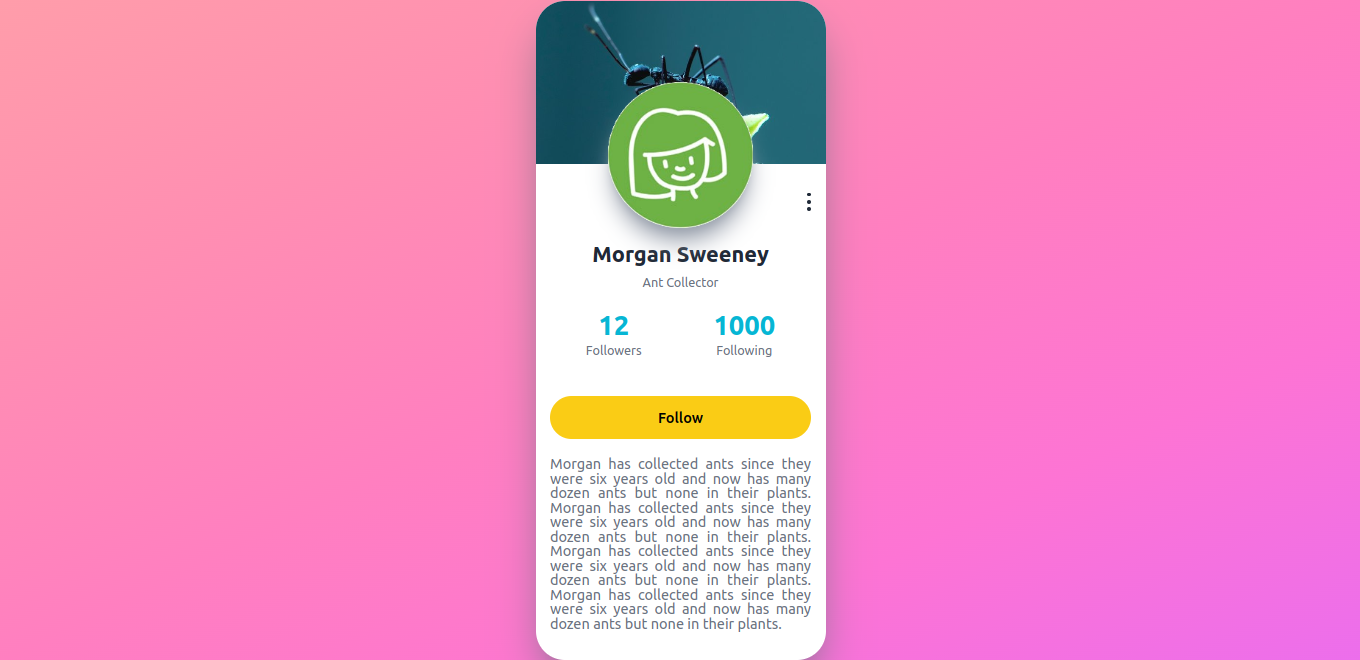 Morgan Sweeney
Ant Collector
12 1000
Followers Following
Follow
Morgan has collected ants since they
were six years old and now has many
dozen ants but none in their plants.
Morgan has collected ants since they
were six years old and now has many
dozen ants but none in their plants.
Morgan has collected ants since they
were six years old and now has many
dozen ants but none in their plants.
Morgan has collected ants since they
were six years old and now has many
dozen ants but none in their plants.